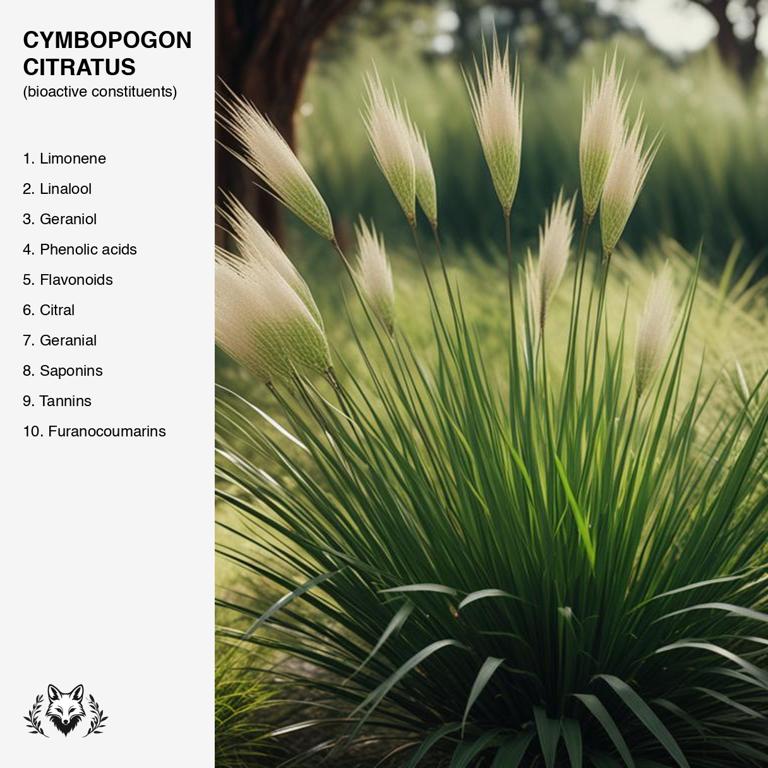 CYMBOPOGON
CITRATUS
(bioactive constituents)
1. Limonene
2. Linalool
3. Geraniol
4. Phenolic acids
5. Flavonoids
6. Citral
7. Geranial
8. Saponins
9. Tannins
10. Furanocoumarins